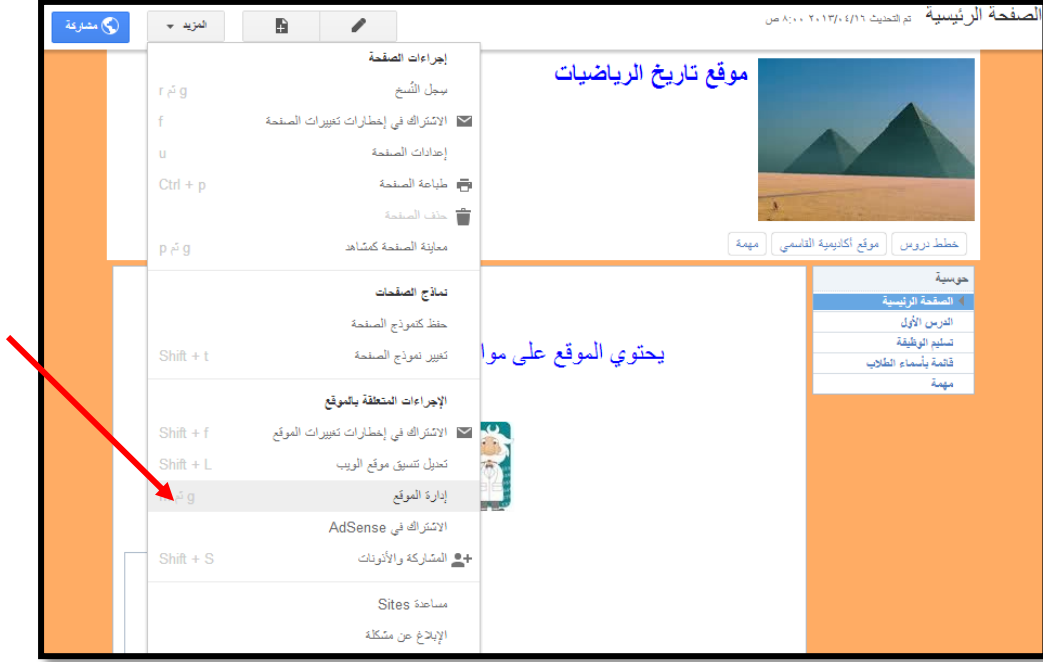 الصفحة الرئيسية تم التحديث ٢٠١٣/٠٤/١٦ ٨:٠٠ ص
المزيد
مشاركة
موقع تاريخ الرياضيات
خطط دروس
موقع أكاديمية القاسمي
مهمة
حوسبة
الصفحة الرئيسية
الدرس الأول
تسليم الوظيفة
قائمة بأسماء الطلاب
مهمة
يحتوي الموقع على موا
إجراءات الصفحة
سجل النُسخ g ثم r
الاشتراك في إخطارات تغييرات الصفحة f
إعدادات الصفحة u
طباعة الصفحة Ctrl + p
حذف الصفحة
معاينة الصفحة كمشاهد g ثم p
نماذج الصفحات
حفظ كنموذج الصفحة
تغيير نموذج الصفحة Shift + t
الإجراءات المتعلقة بالموقع
الاشتراك في إخطارات تغييرات الموقع Shift + f
تعديل تنسيق موقع الويب Shift + L
إدارة الموقع g ثم
الاشتراك في AdSense
المشاركة والأذونات Shift + S
مساعدة Sites
الإبلاغ عن مشكلة